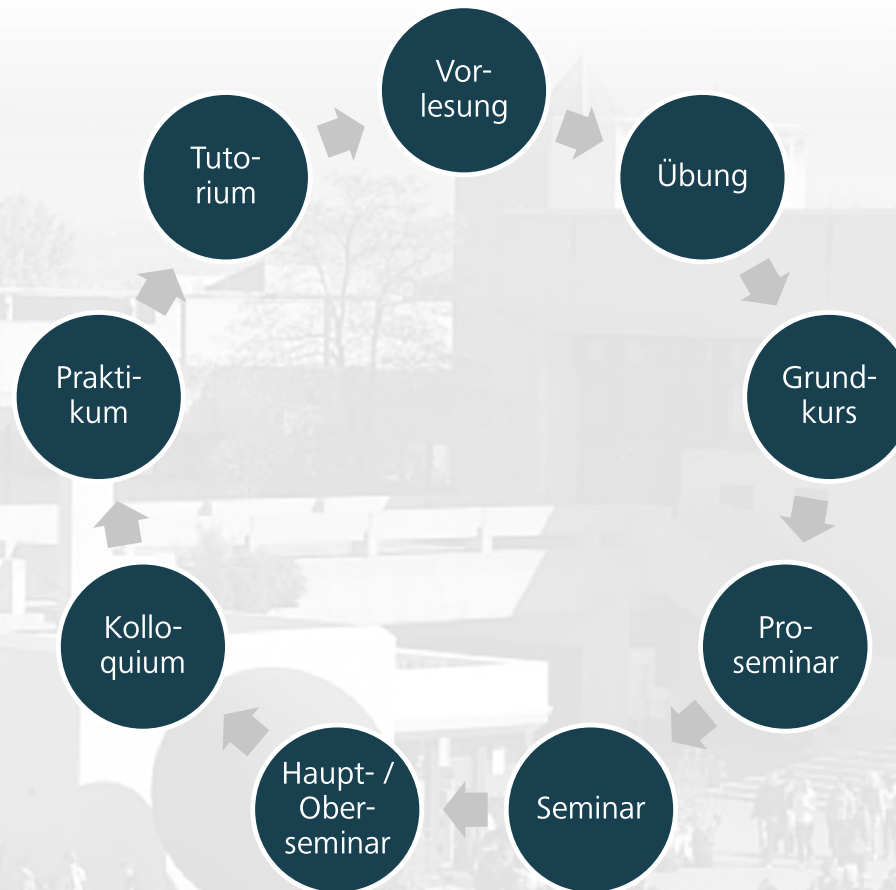 Vor-
lesung
Übung
Grund-
kurs
Pro-
seminar
Seminar
Haupt- /
Ober-
seminar
Kollo-
quium
Prakti-
kum
Tuto-
rium